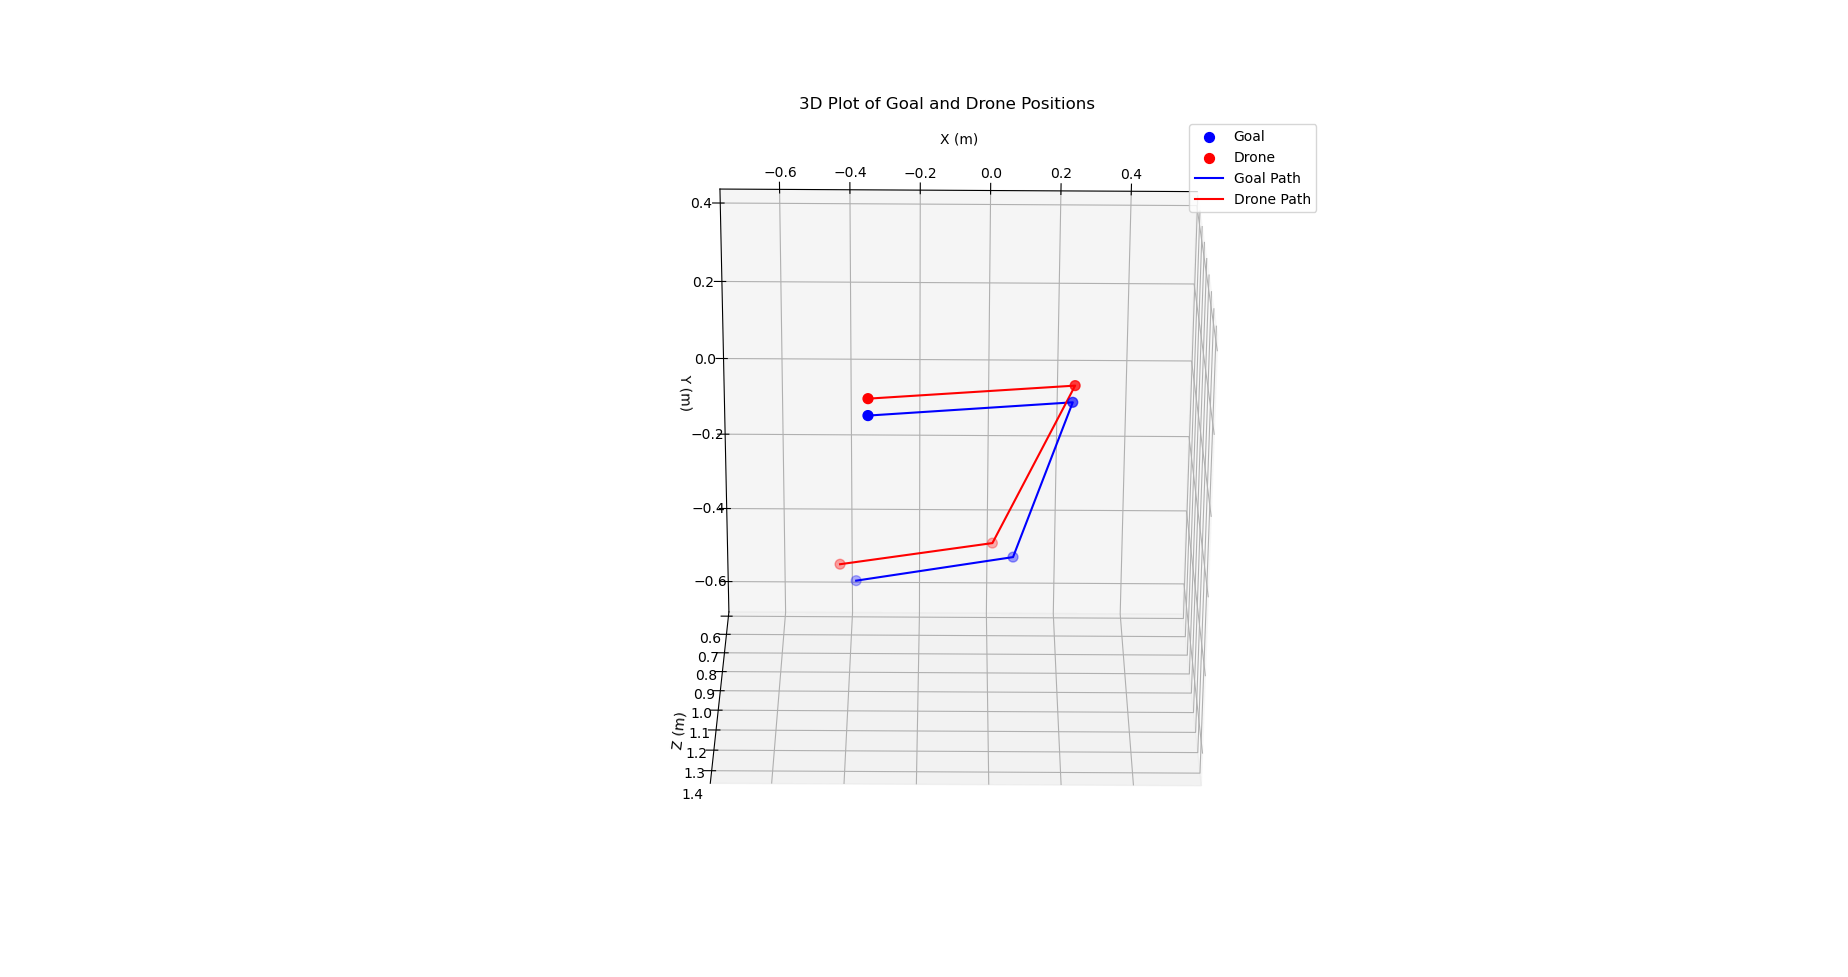 3D Plot of Goal and Drone Positions
X (m)
−0.6 −0.4 −0.2 0.0 0.2 0.4
Goal
Drone
Goal Path
Drone Path
0.4
0.2
0.0
Y (m)
−0.2
−0.4
−0.6
0.6
0.7
0.8
0.9
1.0
Z (m)
1.1
1.2
1.3
1.4